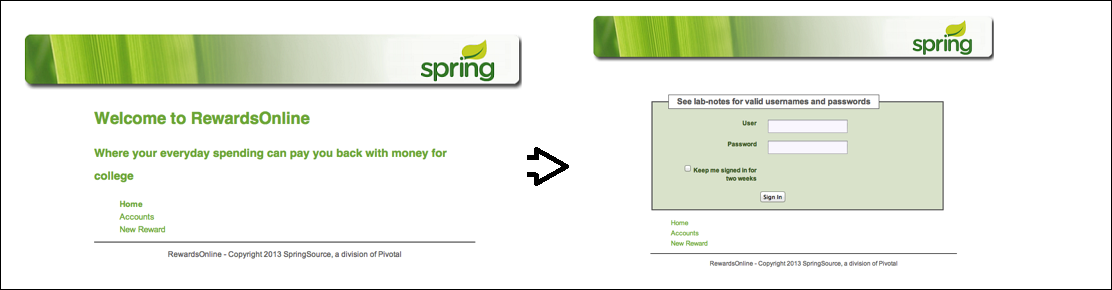 spring
Welcome to RewardsOnline
Where your everyday spending can pay you back with money for
college
Home
Accounts
New Reward
RewardsOnline - Copyright 2013 SpringSource, a division of Pivotal
spring
See lab-notes for valid usernames and passwords
User
Password
Keep me signed in for
two weeks
Sign In
Home
Accounts
New Reward
RewardsOnline - Copyright 2013 SpringSource, a division of Pivotal